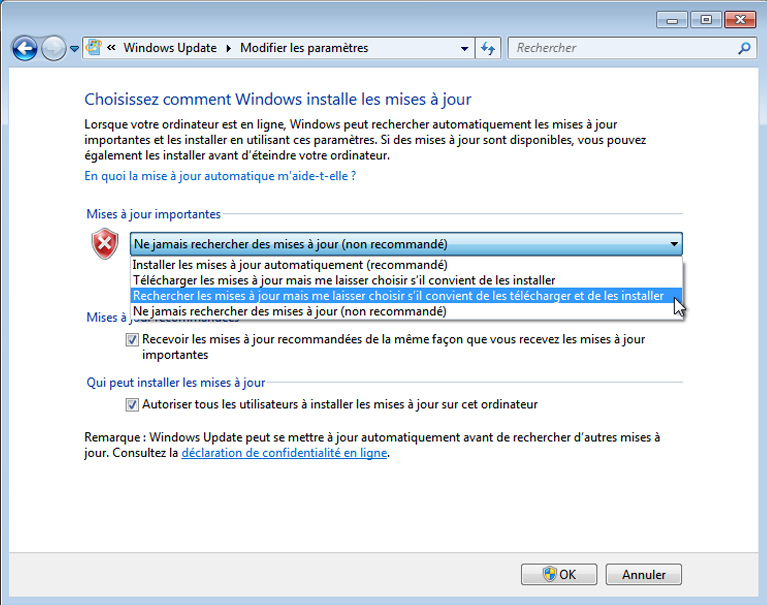 « Windows Update ▸ Modifier les paramètres
Rechercher
Choisissez comment Windows installe les mises à jour
Lorsque votre ordinateur est en ligne, Windows peut rechercher automatiquement les mises à jour
importantes et les installer en utilisant ces paramètres. Si des mises à jour sont disponibles, vous pouvez
également les installer avant d’éteindre votre ordinateur.
En quoi la mise à jour automatique m'aide-t-elle ?
Mises à jour importantes
Ne jamais rechercher des mises à jour (non recommandé)
Installer les mises à jour automatiquement (recommandé)
Télécharger les mises à jour mais me laisser choisir s’il convient de les installer
Rechercher les mises à jour mais me laisser choisir s’il convient de les télécharger et de les installer
Ne jamais rechercher des mises à jour (non recommandé)
Mises à jour recommandées
Recevoir les mises à jour recommandées de la même façon que vous recevez les mises à jour
importantes
Qui peut installer les mises à jour
Autoriser tous les utilisateurs à installer les mises à jour sur cet ordinateur
Remarque : Windows Update peut se mettre à jour automatiquement avant de rechercher d’autres mises à
jour. Consultez la déclaration de confidentialité en ligne.
OK
Annuler